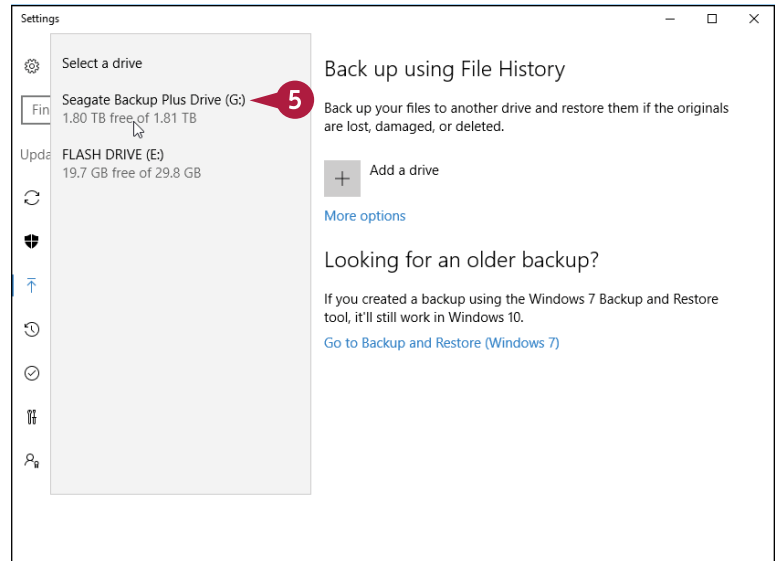 Settings
Select a drive
Seagate Backup Plus Drive (G:)
5
1.80 TB free of 1.81 TB
FLASH DRIVE (E:)
19.7 GB free of 29.8 GB
Fin
Upda
Back up using File History
Back up your files to another drive and restore them if the originals
are lost, damaged, or deleted.
Add a drive
More options
Looking for an older backup?
If you created a backup using the Windows 7 Backup and Restore
tool, it'll still work in Windows 10.
Go to Backup and Restore (Windows 7)